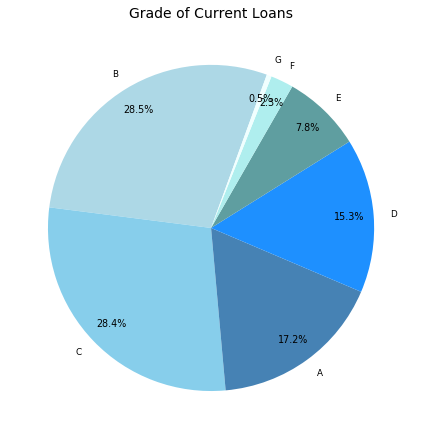 Grade of Current Loans
G
F
B
0.5%
2.3%
E
28.5%
7.8%
D
15.3%
28.4%
17.2%
C
A